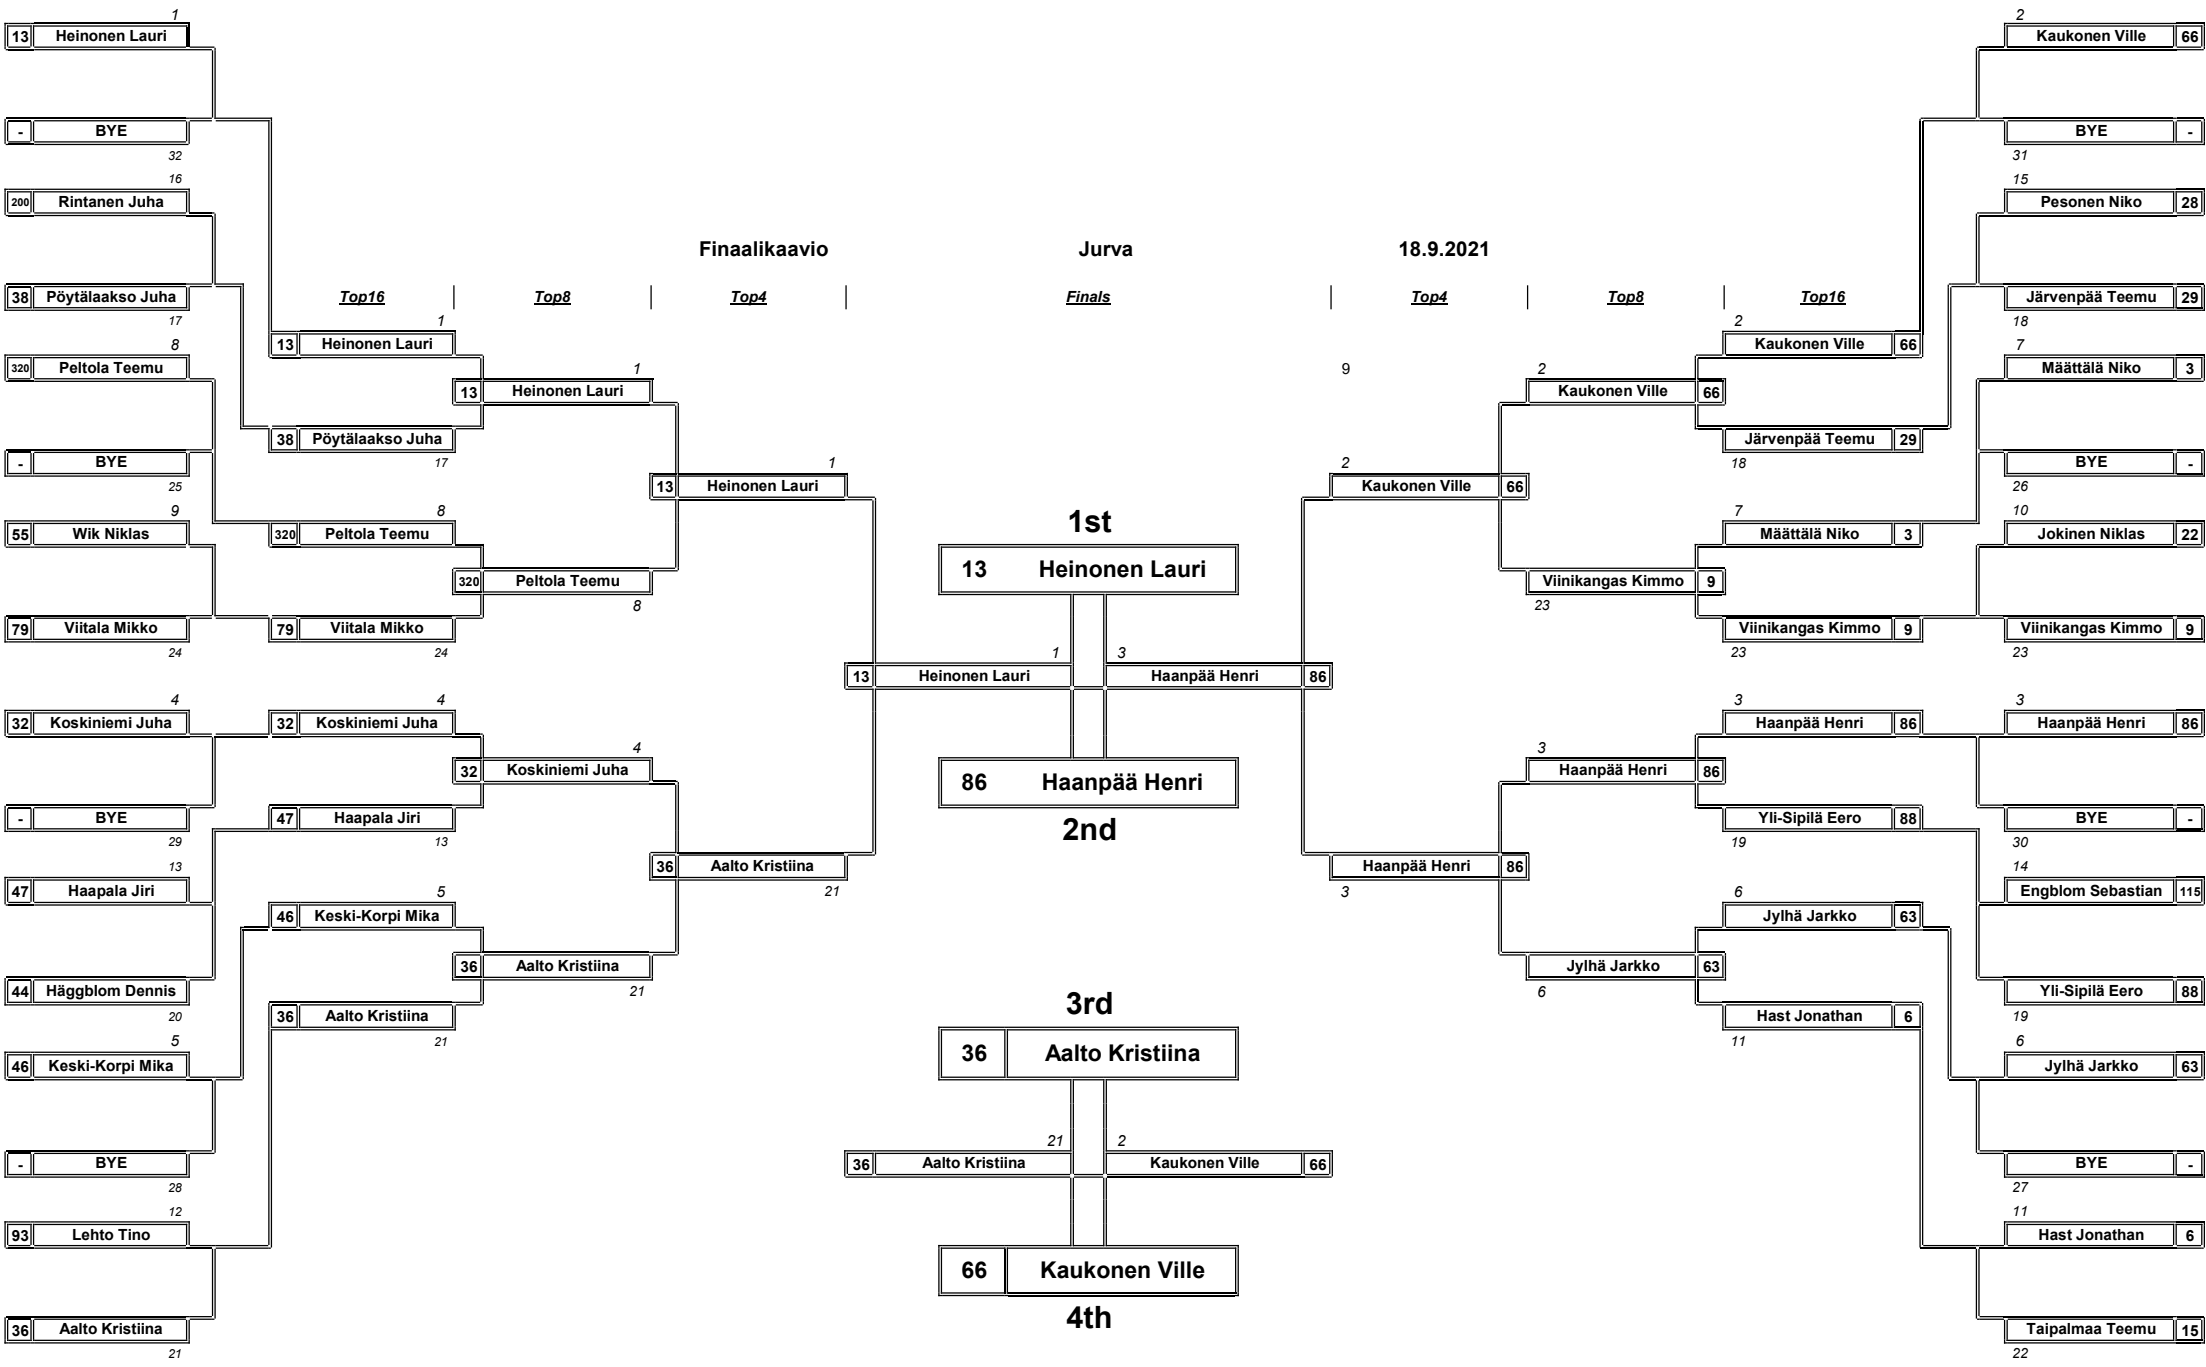 1
13 Heinonen Lauri
- BYE
32
16
200 Rintanen Juha
38 Pöytälaakso Juha
17
8
320 Peltola Teemu
- BYE
25
9
55 Wik Niklas
79 Viitala Mikko
24
4
32 Koskiniemi Juha
- BYE
29
13
47 Haapala Jiri
44 Häggblom Dennis
20
5
46 Keski-Korpi Mika
- BYE
28
12
93 Lehto Tino
36 Aalto Kristiina
21
Finaalikaavio Jurva 18.9.2021
Top16 Top8 Top4 Finals Top4 Top8 Top16
1
13 Heinonen Lauri
38 Pöytälaakso Juha
17
8
320 Peltola Teemu
79 Viitala Mikko
24
4
32 Koskiniemi Juha
47 Haapala Jiri
13
5
46 Keski-Korpi Mika
36 Aalto Kristiina
21
1
13 Heinonen Lauri
320 Peltola Teemu
8
4
32 Koskiniemi Juha
36 Aalto Kristiina
21
1
13 Heinonen Lauri
36 Aalto Kristiina
21
1st
13 Heinonen Lauri
1 3
13 Heinonen Lauri Haanpää Henri 86
86 Haanpää Henri
2nd
3rd
36 Aalto Kristiina
21 2
36 Aalto Kristiina Kaukonen Ville 66
66 Kaukonen Ville
4th
9
2
Kaukonen Ville 66
Haanpää Henri 86
3
2
Kaukonen Ville 66
Viinikangas Kimmo 9
23
3
Haanpää Henri 86
Jylhä Jarkko 63
6
2
Kaukonen Ville 66
Järvenpää Teemu 29
18
7
Määttälä Niko 3
Viinikangas Kimmo 9
23
3
Haanpää Henri 86
Yli-Sipilä Eero 88
19
6
Jylhä Jarkko 63
Hast Jonathan 6
11
2
Kaukonen Ville 66
BYE -
31
15
Pesonen Niko 28
Järvenpää Teemu 29
18
7
Määttälä Niko 3
BYE -
26
10
Jokinen Niklas 22
Viinikangas Kimmo 9
23
3
Haanpää Henri 86
BYE -
30
14
Engblom Sebastian 115
Yli-Sipilä Eero 88
19
6
Jylhä Jarkko 63
BYE -
27
11
Hast Jonathan 6
Taipalmaa Teemu 15
22